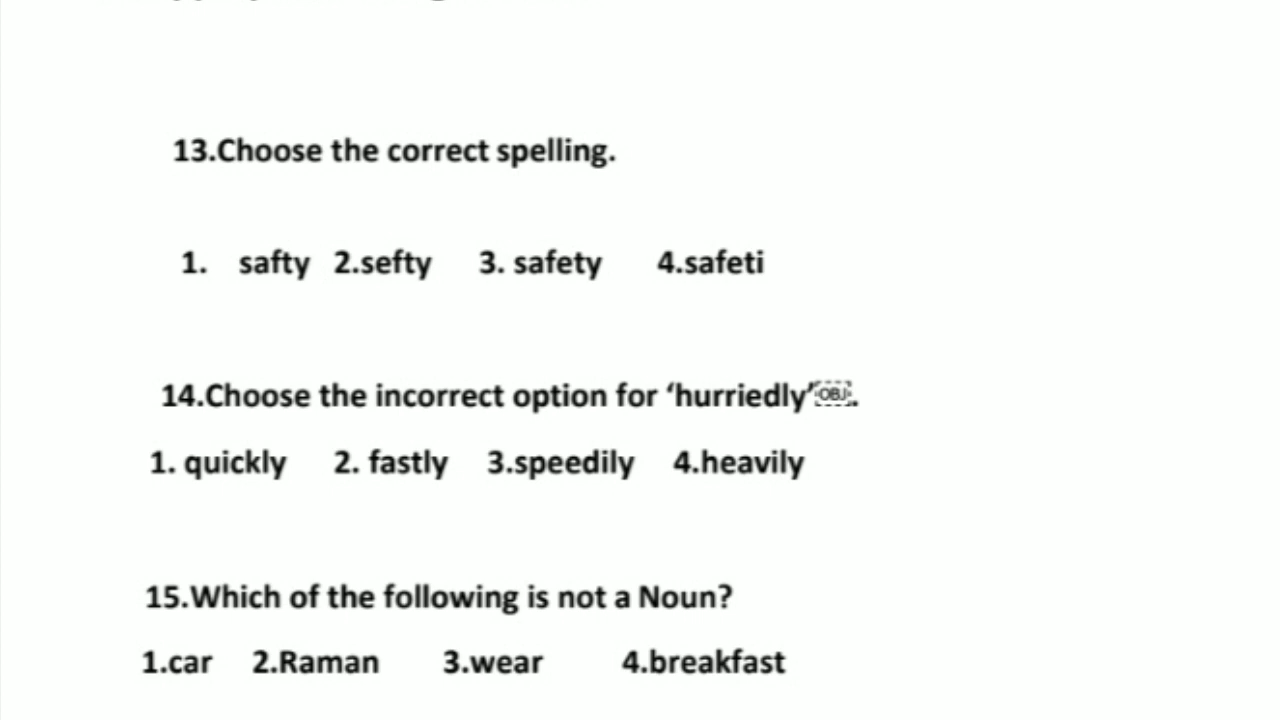 13.Choose the correct spelling.
1. safty 2.sefty 3. safety 4.safeti
14.Choose the incorrect option for ‘hurriedly’.
1. quickly 2. fastly 3.speedily 4.heavily
15.Which of the following is not a Noun?
1.car 2.Raman 3.wear 4.breakfast